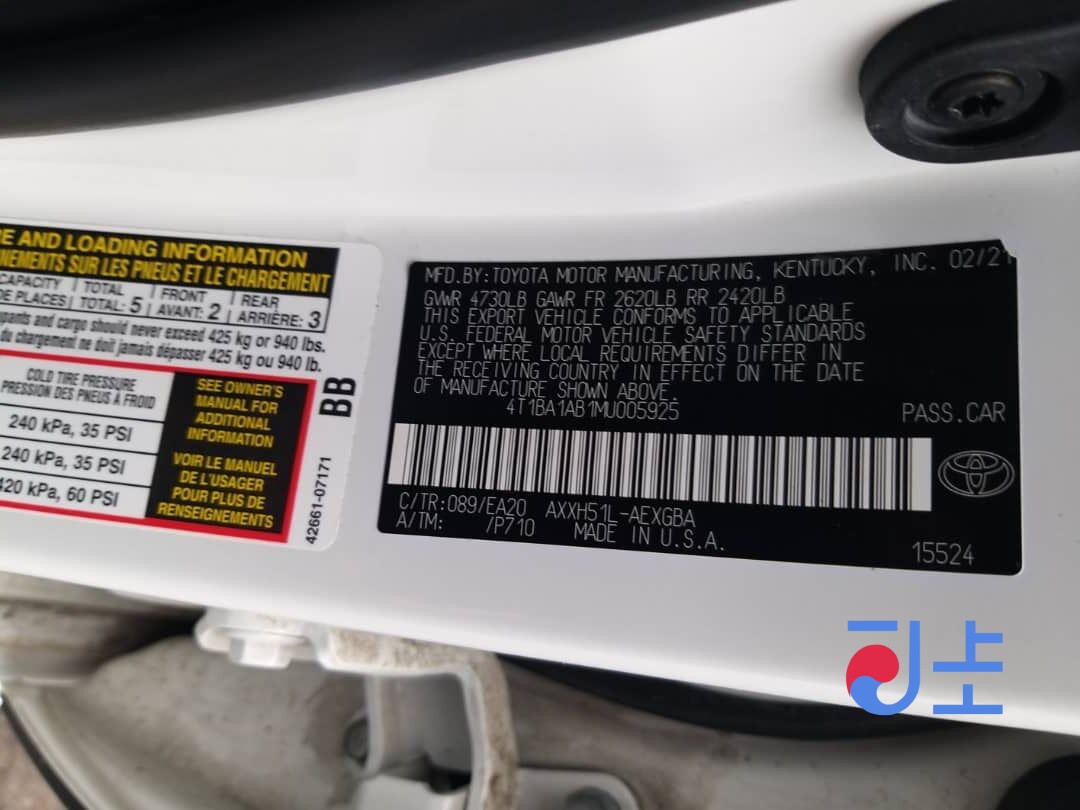 E AND LOADING INFORMATION
NEMENTS SUR LES PNEUS ET LE CHARGEMENT
CAPACITY TOTAL FRONT REAR
DE PLACES TOTAL: 5 AVANT: 2 ARRIÈRE: 3
pants and cargo should never exceed 425 kg or 940 lbs.
du chargement ne doit jamais dépasser 425 kg ou 940 lb.
COLD TIRE PRESSURE
PRESSION DES PNEUS À FROID
240 kPa, 35 PSI
240 kPa, 35 PSI
420 kPa, 60 PSI
SEE OWNER'S
MANUAL FOR
ADDITIONAL
INFORMATION
VOIR LE MANUEL
DE L'USAGER
POUR PLUS DE
RENSEIGNEMENTS
BB
42661-07171
MFD.BY:TOYOTA MOTOR MANUFACTURING, KENTUCKY, INC. 02/21
GVWR 4730LB GAWR FR 2620LB RR 2420LB
THIS EXPORT VEHICLE CONFORMS TO APPLICABLE
U.S. FEDERAL MOTOR VEHICLE SAFETY STANDARDS
EXCEPT WHERE LOCAL REQUIREMENTS DIFFER IN
THE RECEIVING COUNTRY IN EFFECT ON THE DATE
OF MANUFACTURE SHOWN ABOVE.
4T1BA1AB1MU005925 PASS.CAR
C/TR:089/EA20 AXXH51L-AEXGBA
A/TM: /P710 MADE IN U.S.A.
15524